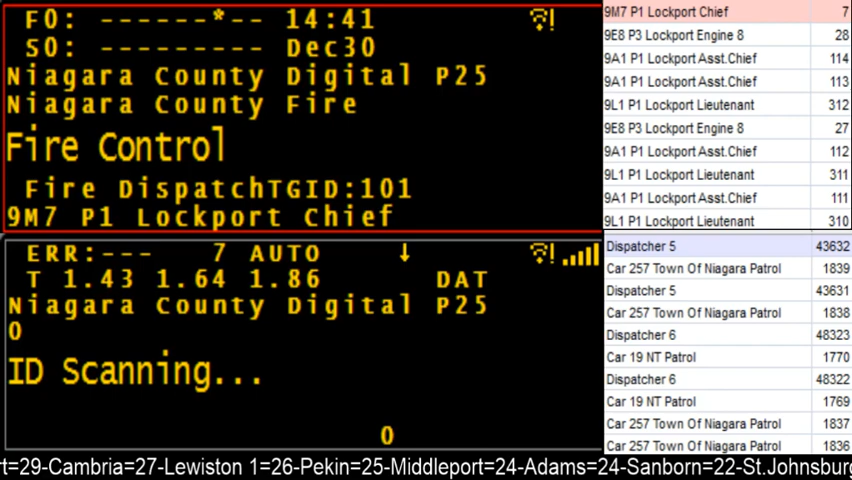 F0: ------*-- 14:41
S0: --------- Dec30
Niagara County Digital P25
Niagara County Fire
Fire Control
Fire DispatchTGID:101
9M7 P1 Lockport Chief
9M7 P1 Lockport Chief 7
9E8 P3 Lockport Engine 8 28
9A1 P1 Lockport Asst.Chief 114
9A1 P1 Lockport Asst.Chief 113
9L1 P1 Lockport Lieutenant 312
9E8 P3 Lockport Engine 8 27
9A1 P1 Lockport Asst.Chief 112
9L1 P1 Lockport Lieutenant 311
9A1 P1 Lockport Asst.Chief 111
9L1 P1 Lockport Lieutenant 310
ERR:--- 7 AUTO ↓
T 1.43 1.64 1.86 DAT
Niagara County Digital P25
0
ID Scanning...
0
Dispatcher 5 43632
Car 257 Town Of Niagara Patrol 1839
Dispatcher 5 43631
Car 257 Town Of Niagara Patrol 1838
Dispatcher 6 48323
Car 19 NT Patrol 1770
Dispatcher 6 48322
Car 19 NT Patrol 1769
Car 257 Town Of Niagara Patrol 1837
Car 257 Town Of Niagara Patrol 1836
rt=29-Cambria=27-Lewiston 1=26-Pekin=25-Middleport=24-Adams=24-Sanborn=22-St.Johnsburg